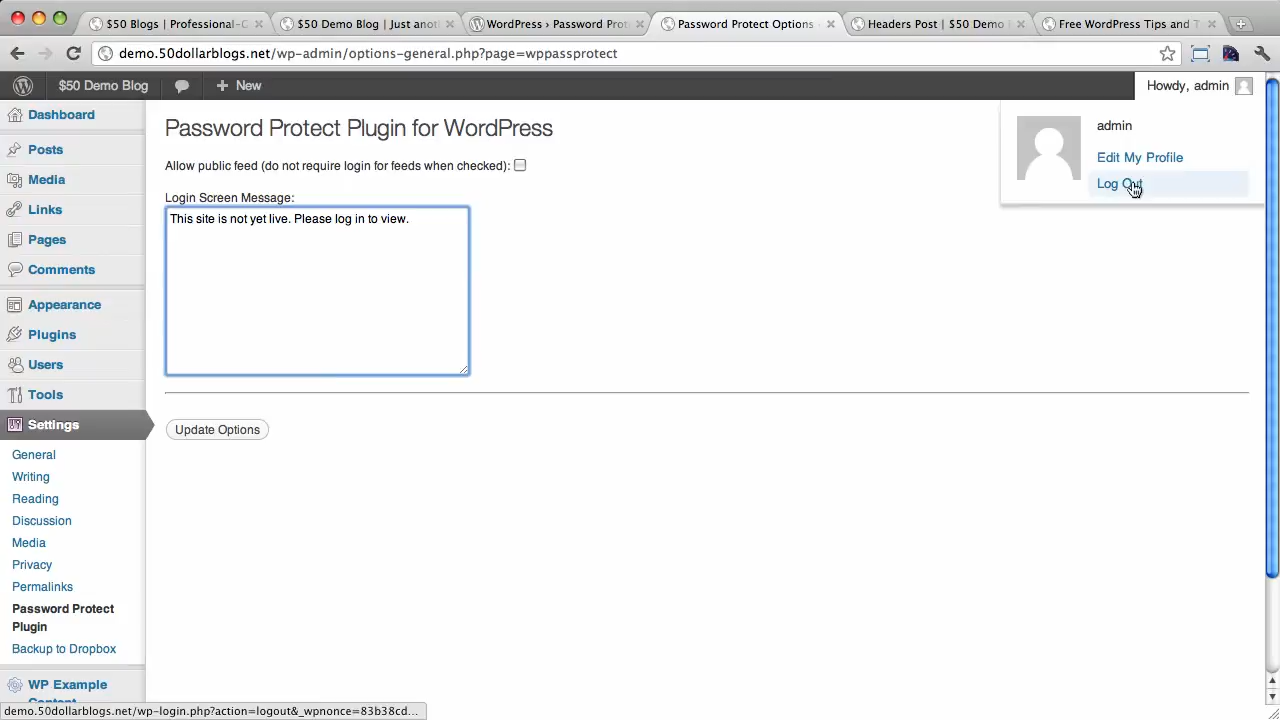 $50 Blogs | Professional-C
$50 Demo Blog | Just anot
WordPress › Password Prot
Password Protect Options
Headers Post | $50 Demo
Free WordPress Tips and T
demo.50dollarblogs.net/wp-admin/options-general.php?page=wppassprotect
$50 Demo Blog
New
Howdy, admin
admin
Edit My Profile
Log Out
Dashboard
Posts
Media
Links
Pages
Comments
Appearance
Plugins
Users
Tools
Settings
General
Writing
Reading
Discussion
Media
Privacy
Permalinks
Password Protect
Plugin
Backup to Dropbox
WP Example
Content
Password Protect Plugin for WordPress
Allow public feed (do not require login for feeds when checked):
Login Screen Message:
This site is not yet live. Please log in to view.
Update Options
demo.50dollarblogs.net/wp-login.php?action=logout&_wpnonce=83b38cd...